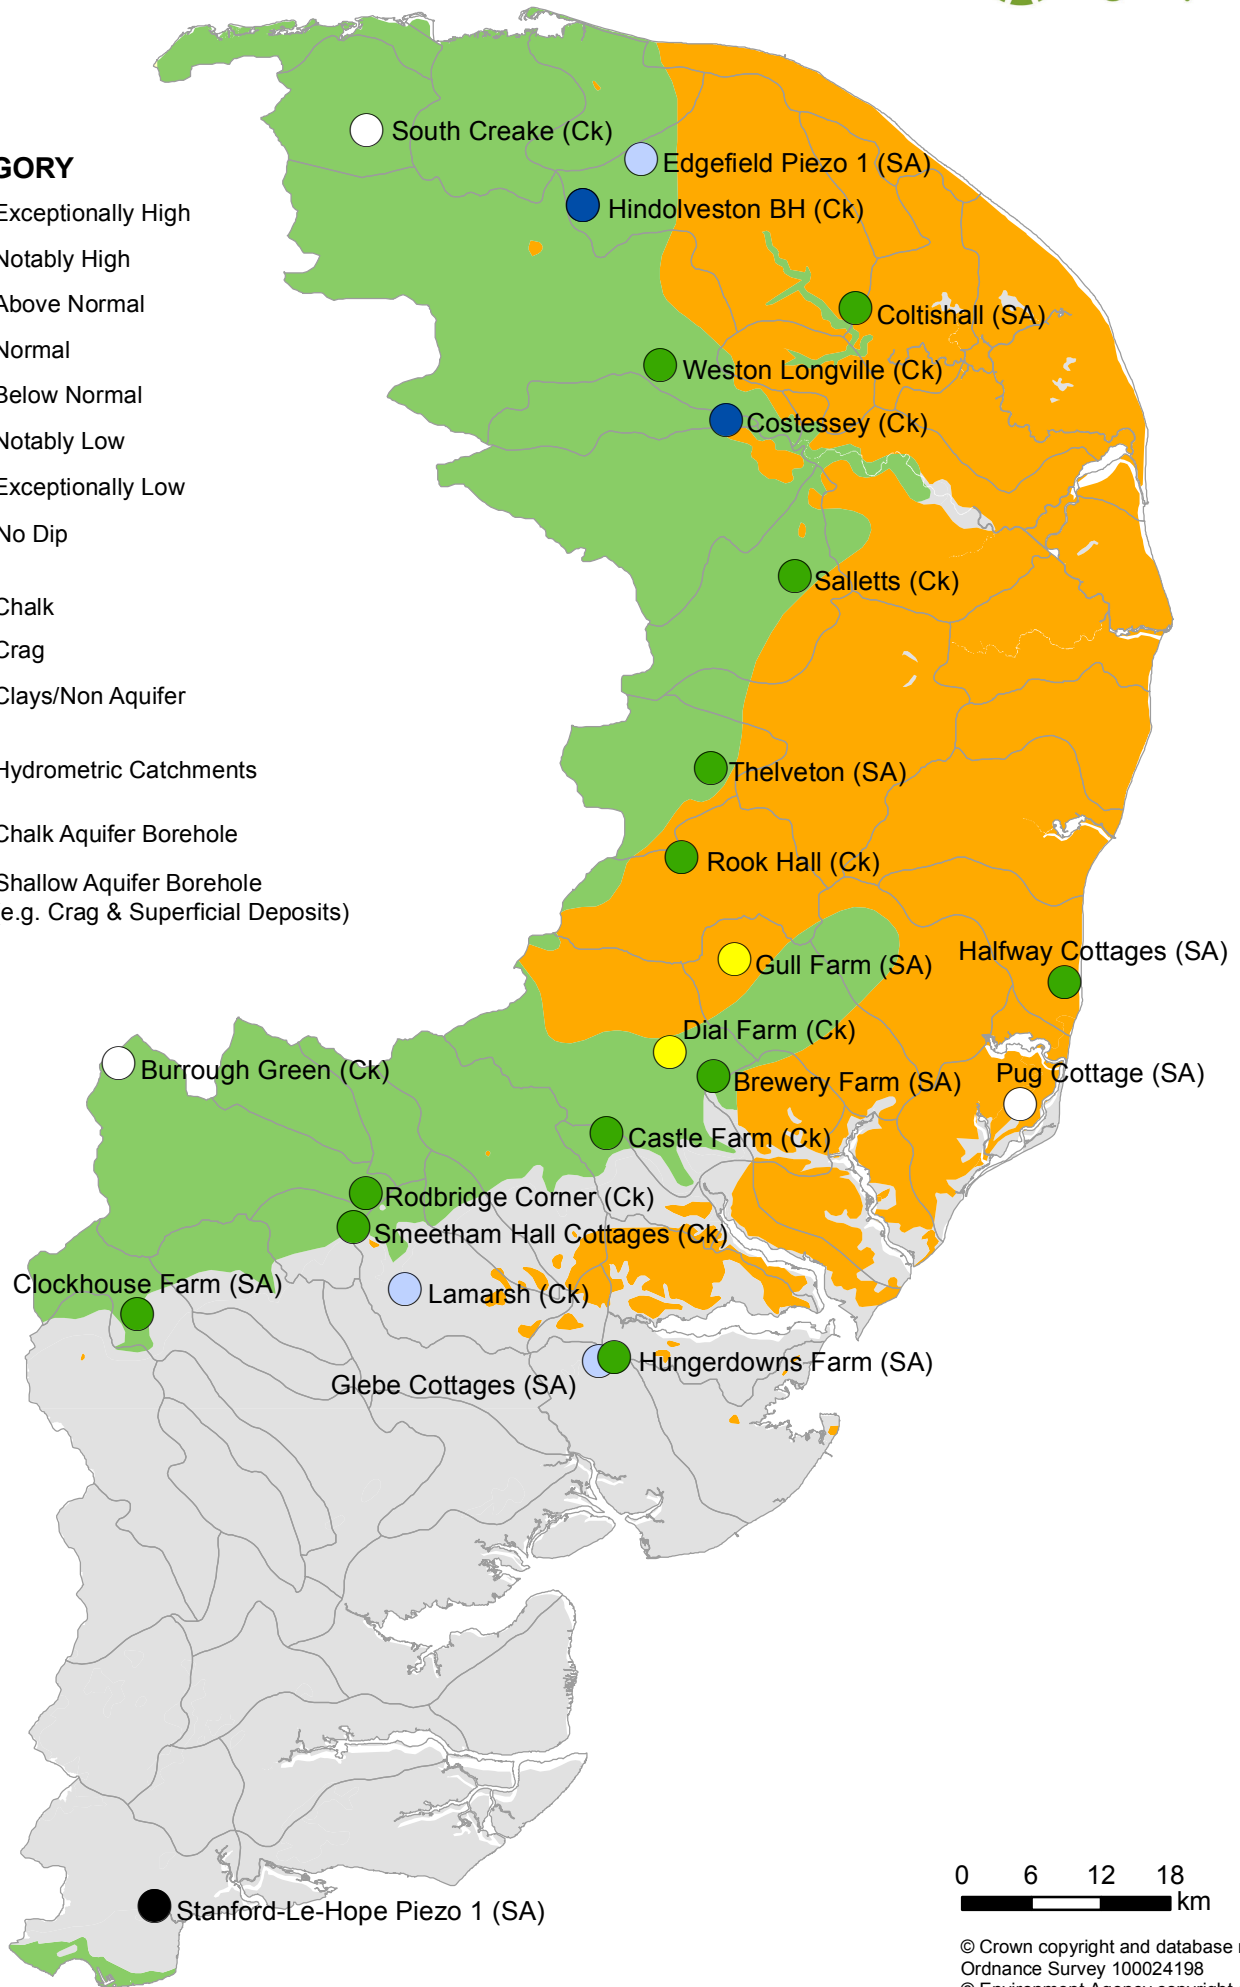 GORY
Exceptionally High
Notably High
Above Normal
Normal
Below Normal
Notably Low
Exceptionally Low
No Dip
Chalk
Crag
Clays/Non Aquifer
Hydrometric Catchments
Chalk Aquifer Borehole
Shallow Aquifer Borehole
e.g. Crag & Superficial Deposits)
South Creake (Ck)
Edgefield Piezo 1 (SA)
Hindolveston BH (Ck)
Coltishall (SA)
Weston Longville (Ck)
Costessey (Ck)
Salletts (Ck)
Thelveton (SA)
Rook Hall (Ck)
Halfway Cottages (SA)
Gull Farm (SA)
Dial Farm (Ck)
Burrough Green (Ck)
Brewery Farm (SA)
Pug Cottage (SA)
Castle Farm (Ck)
Rodbridge Corner (Ck)
Smeetham Hall Cottages (Ck)
Clockhouse Farm (SA)
Lamarsh (Ck)
Hungerdowns Farm (SA)
Glebe Cottages (SA)
Stanford-Le-Hope Piezo 1 (SA)
0 6 12 18
km
© Crown copyright and database
Ordnance Survey 100024198
© Environment Agency copyright